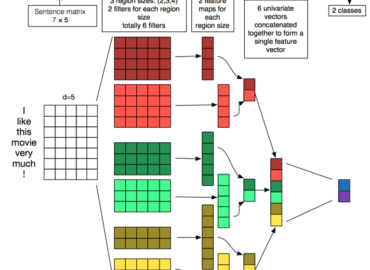 Sentence matrix
7 × 5
3 region sizes: (2,3,4)
2 filters for each region
size
totally 6 filters
2 feature
maps for
each
region size
6 univariate
vectors
concatenated
together to form a
single feature
vector
2 classes
d=5
I
like
this
movie
very
much
!